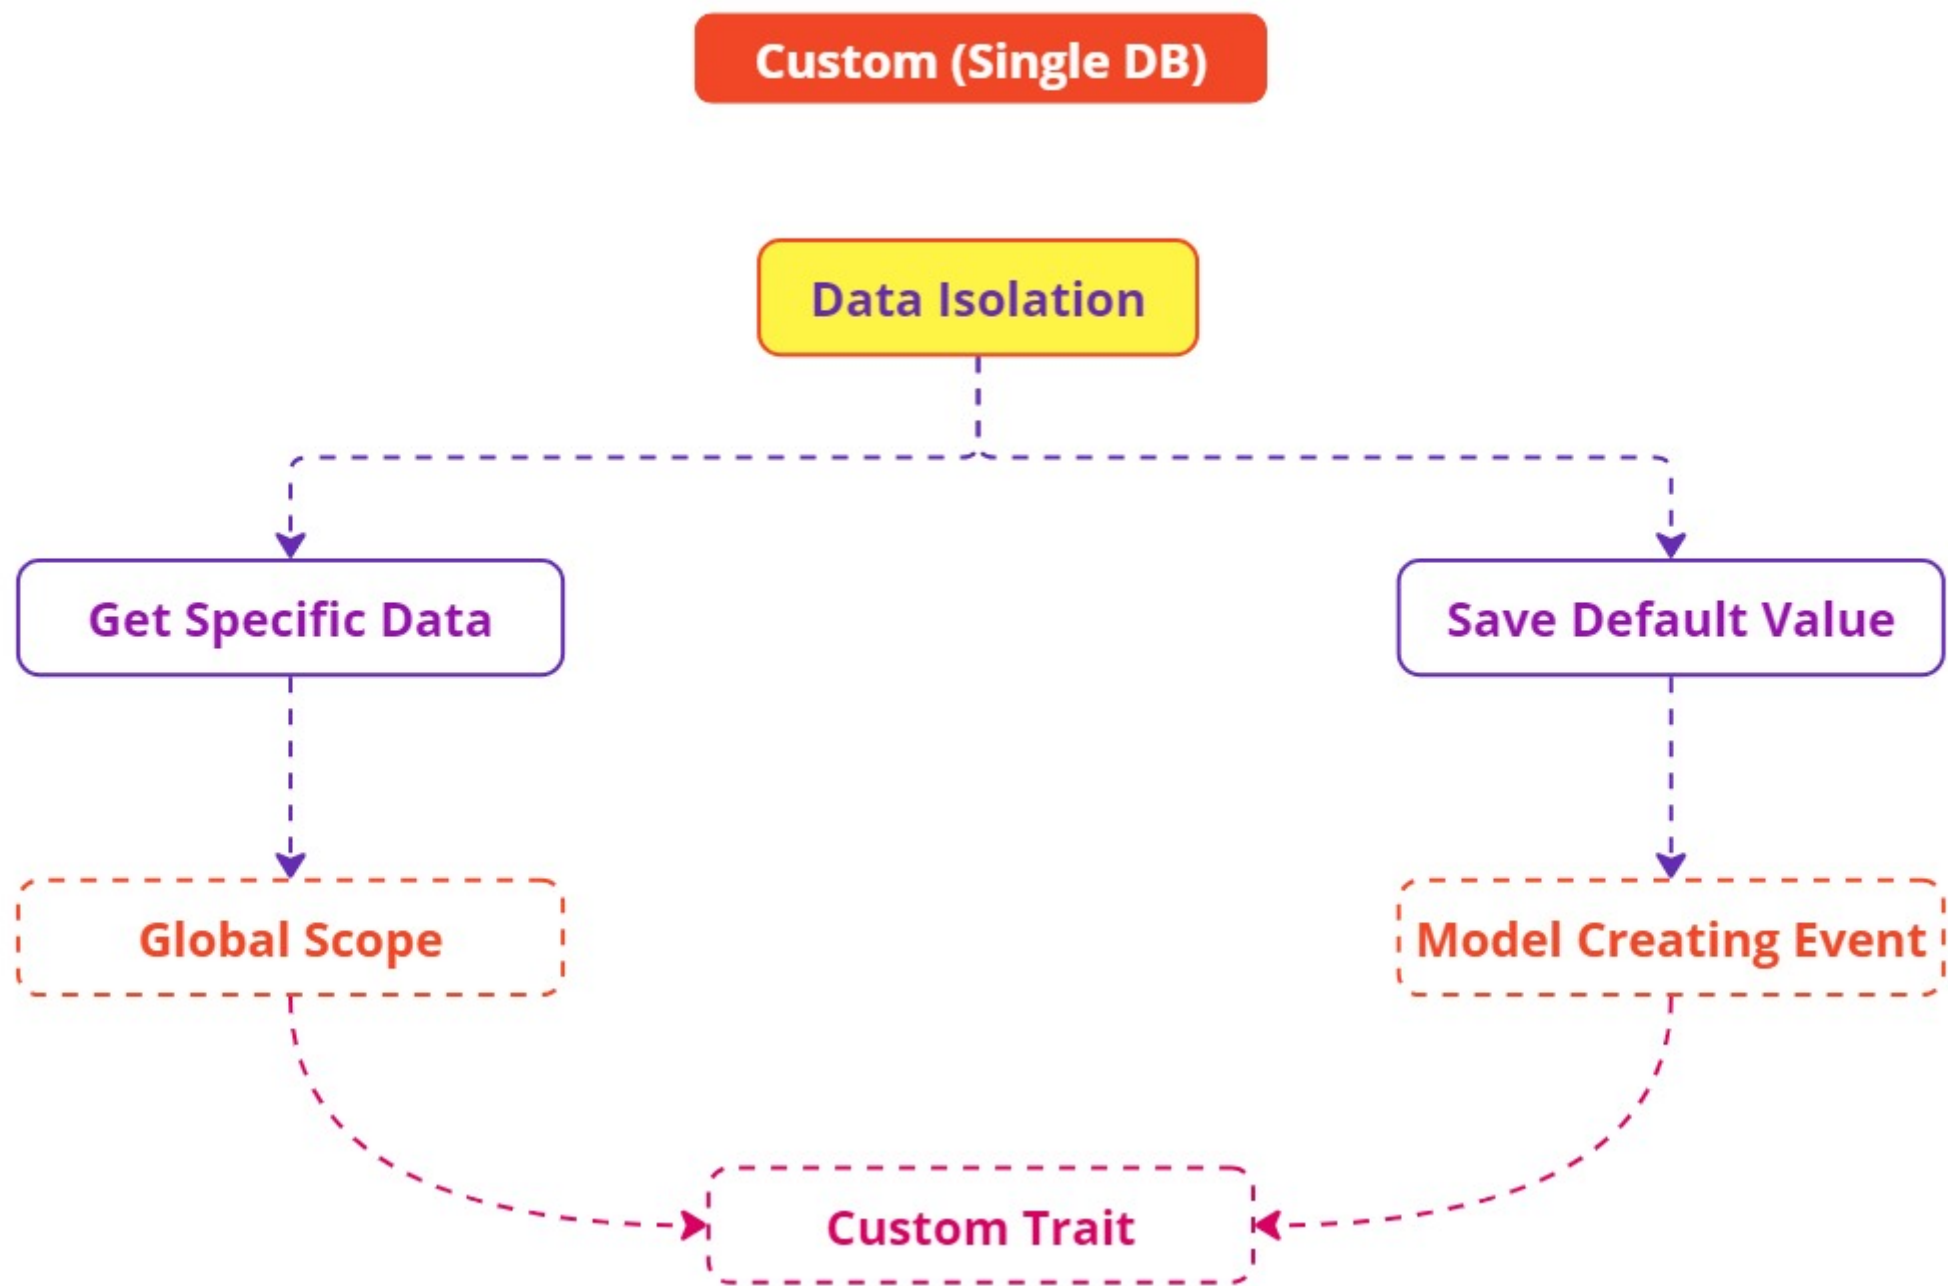 Custom (Single DB)
Data Isolation
Get Specific Data
Save Default Value
Global Scope
Model Creating Event
Custom Trait